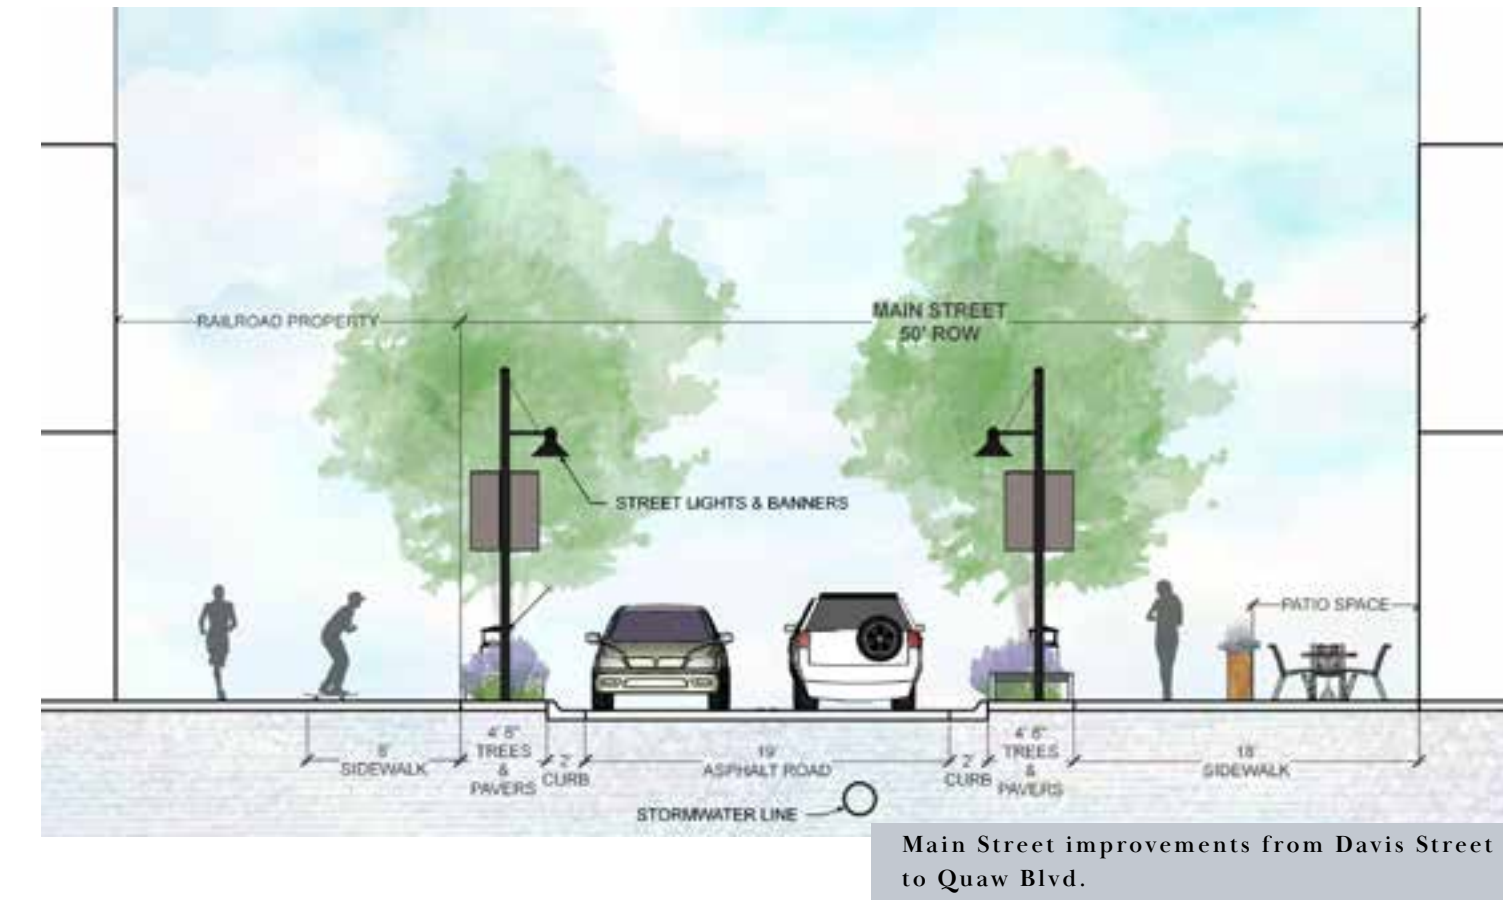 RAILROAD PROPERTY
MAIN STREET
50' ROW
STREET LIGHTS & BANNERS
PATIO SPACE
8'
SIDEWALK
4' 8"
TREES
&
PAVERS
2'
CURB
19'
ASPHALT ROAD
2'
CURB
4' 8"
TREES
&
PAVERS
18'
SIDEWALK
STORMWATER LINE
Main Street improvements from Davis Street
to Quaw Blvd.